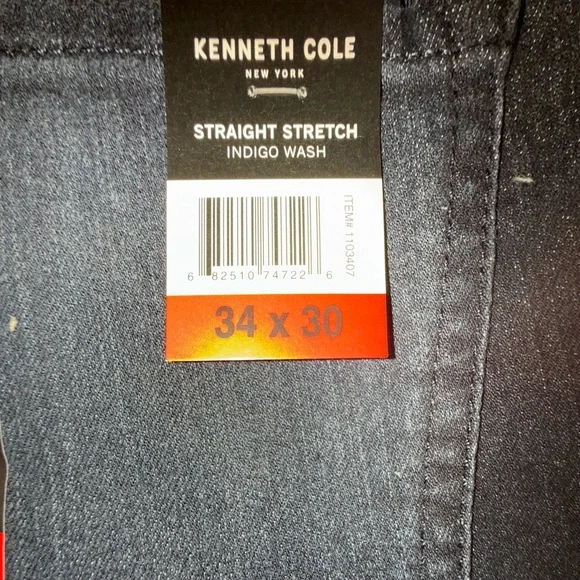 KENNETH COLE
NEW YORK
STRAIGHT STRETCH
INDIGO WASH
ITEM# 1103407
6 82510 74722 6
34 x 30